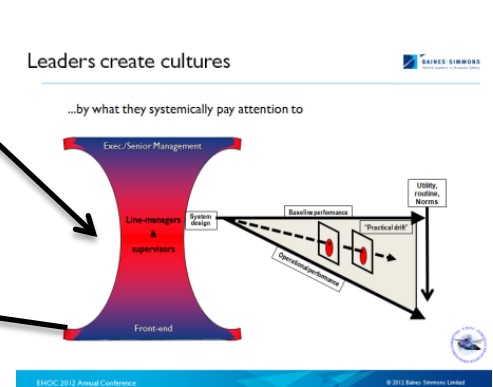 Leaders create cultures
BAINES SIMMONS
...by what they systemically pay attention to
Exec./Senior Management
Line-managers
&
supervisors
Front-end
System
design
Baseline performance
"Practical drift"
Operational performance
Utility,
routine,
Norms
EHOC 2012 Annual Conference
© 2012 Baines Simmons Limited